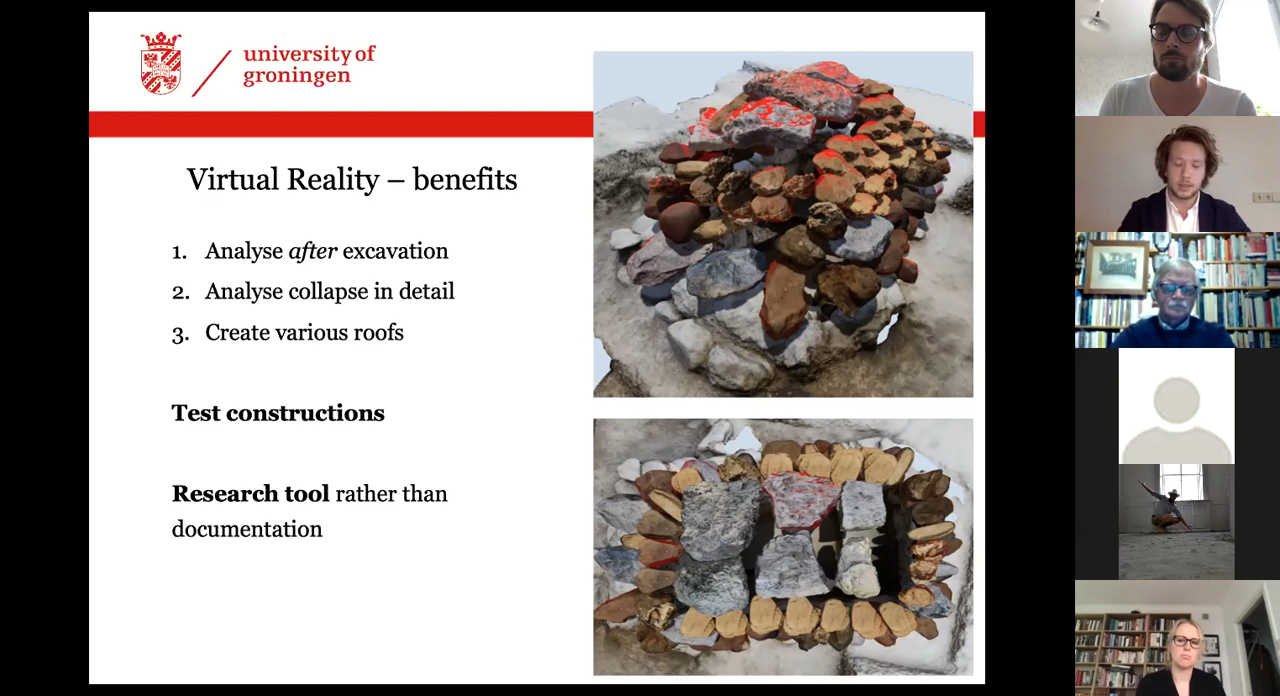 university of
groningen
Virtual Reality – benefits
1. Analyse after excavation
2. Analyse collapse in detail
3. Create various roofs
Test constructions
Research tool rather than
documentation